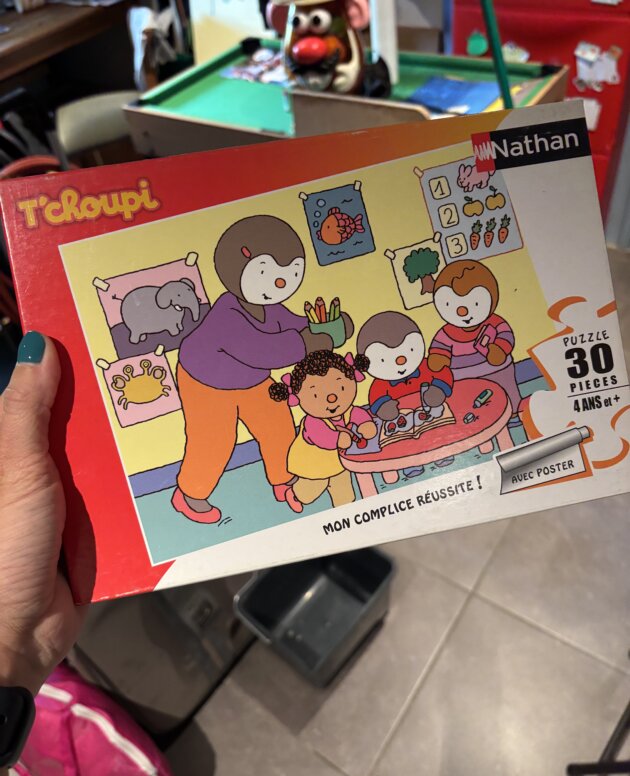 Nathan
T'choupi
1
2
3
PUZZLE
30
PIECES
4 ANS et +
AVEC POSTER
MON COMPLICE RÉUSSITE !